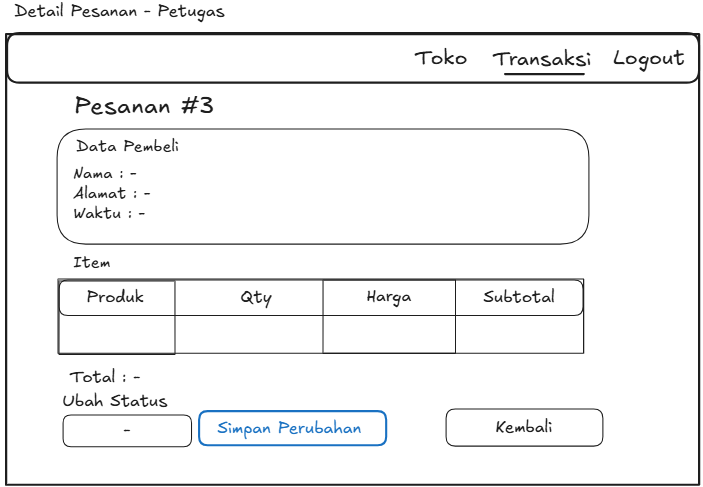 Detail Pesanan - Petugas
Toko Transaksi Logout
Pesanan #3
Data Pembeli
Nama : -
Alamat : -
Waktu : -
Item
Produk Qty Harga Subtotal
Total : -
Ubah Status
- Simpan Perubahan Kembali